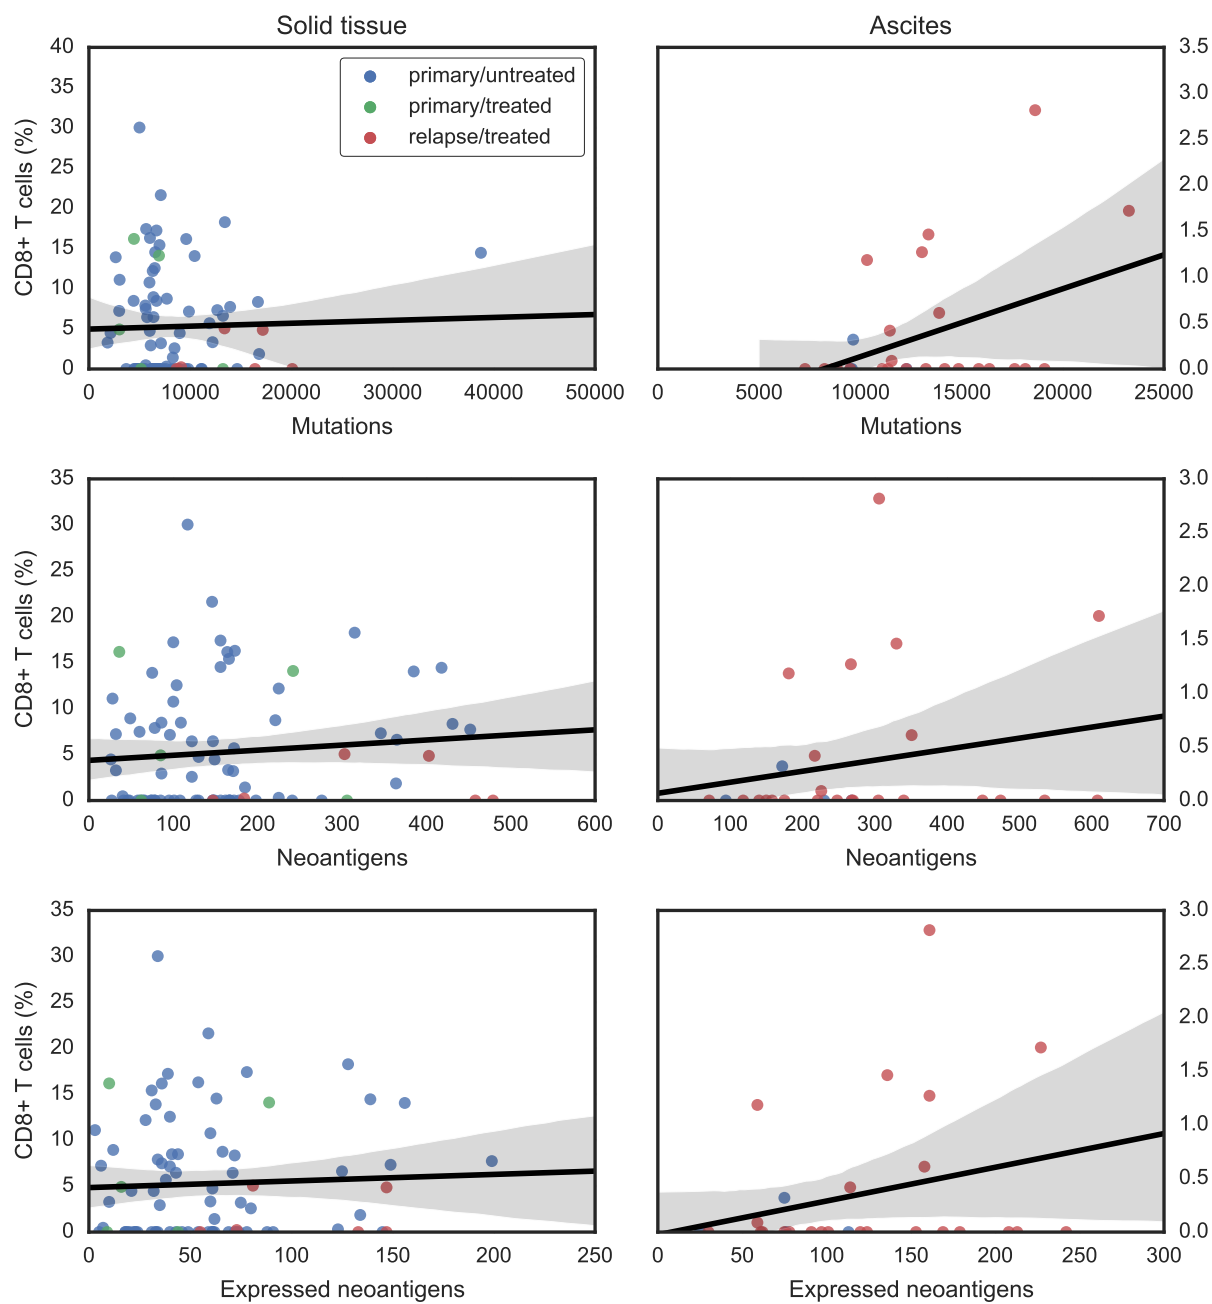 Solid tissue
Ascites
40
35
30
25
20
15
10
5
0
CD8+ T cells (%)
primary/untreated
primary/treated
relapse/treated
3.5
3.0
2.5
2.0
1.5
1.0
0.5
0.0
0 10000 20000 30000 40000 50000
Mutations
0 5000 10000 15000 20000 25000
Mutations
35
30
25
20
15
10
5
0
CD8+ T cells (%)
3.0
2.5
2.0
1.5
1.0
0.5
0.0
0 100 200 300 400 500 600
Neoantigens
0 100 200 300 400 500 600 700
Neoantigens
35
30
25
20
15
10
5
0
CD8+ T cells (%)
3.0
2.5
2.0
1.5
1.0
0.5
0.0
0 50 100 150 200 250
Expressed neoantigens
0 50 100 150 200 250 300
Expressed neoantigens